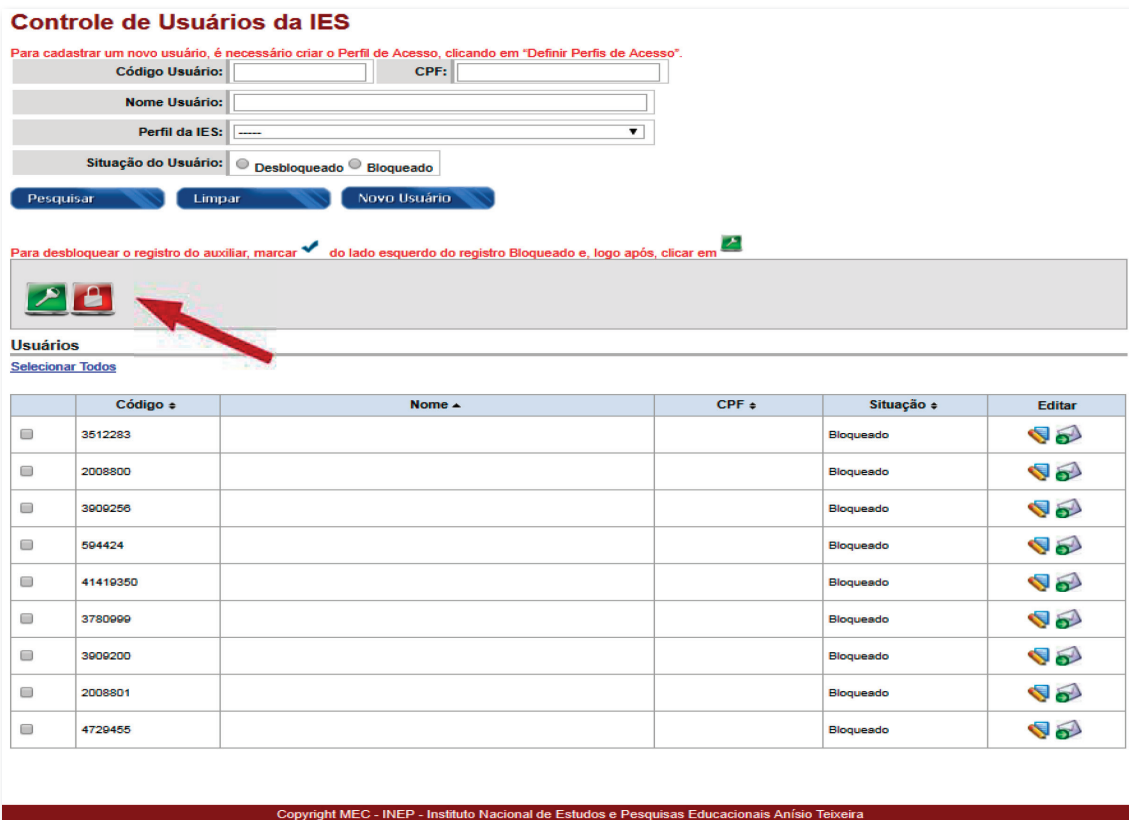 Controle de Usuários da IES
Para cadastrar um novo usuário, é necessário criar o Perfil de Acesso, clicando em “Definir Perfis de Acesso”.
Código Usuário: CPF:
Nome Usuário:
Perfil da IES: -----
Situação do Usuário: Desbloqueado Bloqueado
Pesquisar Limpar Novo Usuário
Para desbloquear o registro do auxiliar, marcar do lado esquerdo do registro Bloqueado e, logo após, clicar em
Usuários
Selecionar Todos
Código Nome CPF Situação Editar
3512283 Bloqueado
2008800 Bloqueado
3909256 Bloqueado
594424 Bloqueado
41419350 Bloqueado
3780999 Bloqueado
3909200 Bloqueado
2008801 Bloqueado
4729455 Bloqueado
Copyright MEC - INEP - Instituto Nacional de Estudos e Pesquisas Educacionais Anísio Teixeira